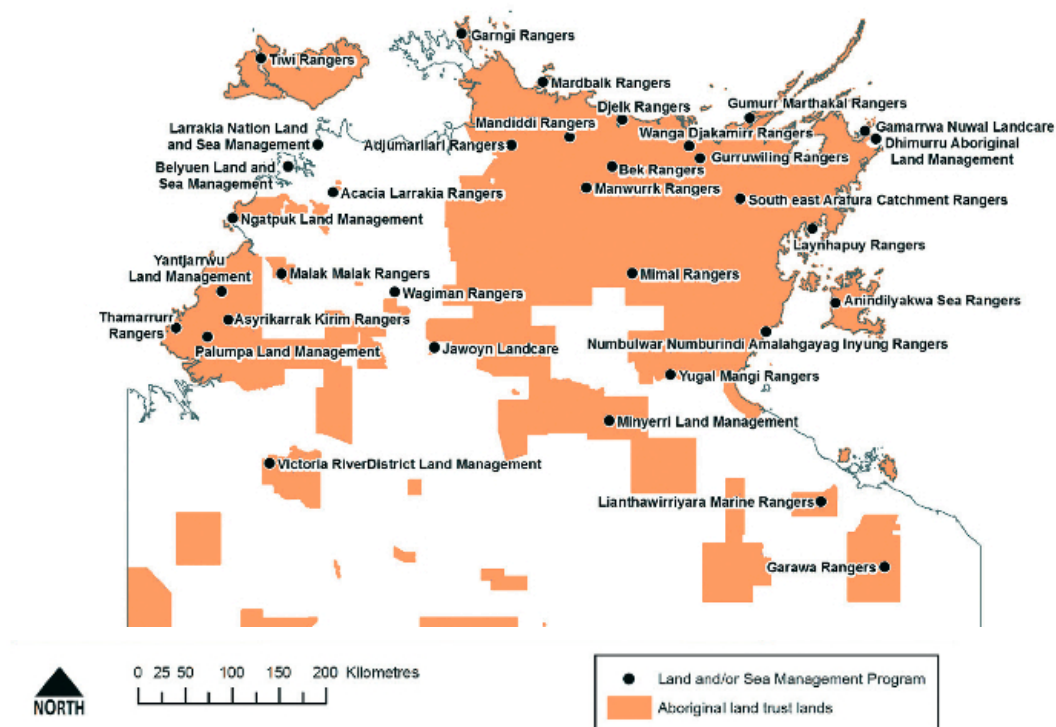 Garngi Rangers
Tiwi Rangers
Mardbalk Rangers
Djelk Rangers
Gumurr Marthakal Rangers
Mandiddi Rangers
Larrakia Nation Land
and Sea Management
Adjumarllarl Rangers
Wanga Djakamirr Rangers
Gamarrwa Nuwal Landcare
Dhimurru Aboriginal
Land Management
Gurruwiling Rangers
Belyuen Land and
Sea Management
Bek Rangers
Acacia Larrakia Rangers
Manwurrk Rangers
South east Arafura Catchment Rangers
Ngatpuk Land Management
Laynhapuy Rangers
Yantjarrwu
Land Management
Malak Malak Rangers
Mimal Rangers
Wagiman Rangers
Anindilyakwa Sea Rangers
Thamarrurr
Rangers
Asyrikarrak Kirim Rangers
Numbulwar Numburindi Amalahgayag Inyung Rangers
Palumpa Land Management
Jawoyn Landcare
Yugal Mangi Rangers
Minyerri Land Management
Victoria RiverDistrict Land Management
Lianthawirriyara Marine Rangers
Garawa Rangers
NORTH
0 25 50 100 150 200 Kilometres
Land and/or Sea Management Program
Aboriginal land trust lands